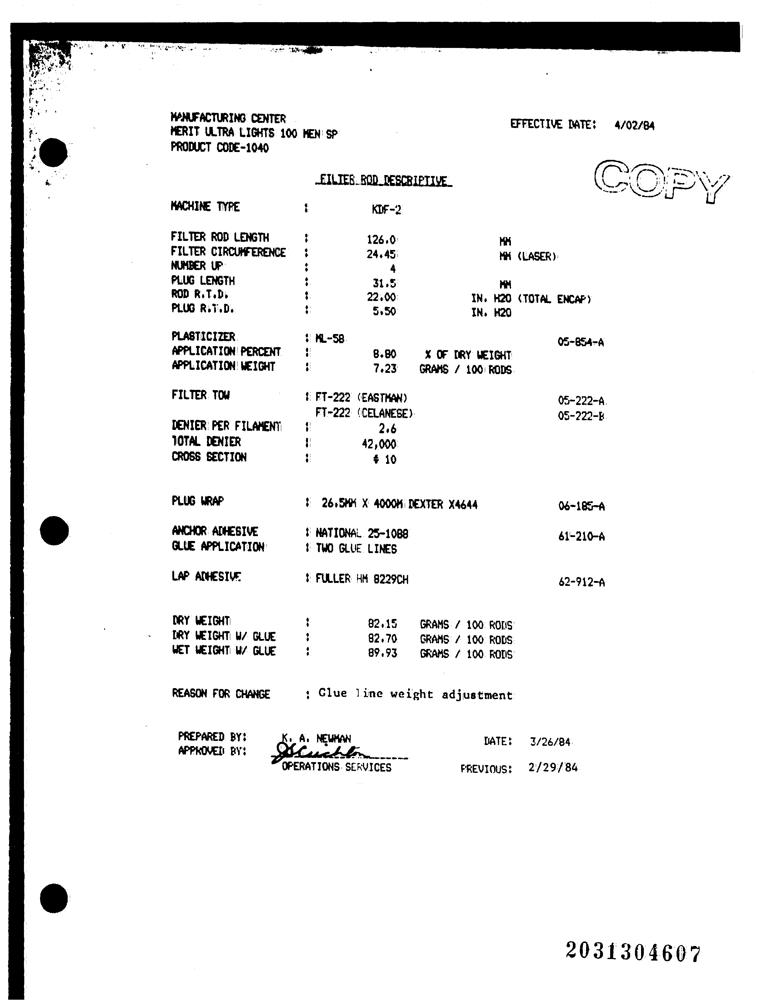 MANUFACTURING CENTER
MERIT ULTRA LIGHTS 100 MEN SP
PRODUCT CODE-1040
EFFECTIVE DATE: 4/02/84
COPY
FILTER ROD DESCRIPTIVE
MACHINE TYPE : KDF-2
FILTER ROD LENGTH : 126.0 MM
FILTER CIRCUMFERENCE : 24.45 MM (LASER)
NUMBER UP : 4
PLUG LENGTH : 31.5 MM
ROD R.T.D. : 22.00 IN. H2O (TOTAL ENCAP)
PLUG R.T.D. : 5.50 IN. H2O
PLASTICIZER : ML-58 05-854-A
APPLICATION PERCENT : 8.80 % OF DRY WEIGHT
APPLICATION WEIGHT : 7.23 GRAMS / 100 RODS
FILTER TOW : FT-222 (EASTMAN) 05-222-A
FT-222 (CELANESE) 05-222-B
DENIER PER FILAMENT : 2.6
TOTAL DENIER : 42,000
CROSS SECTION : # 10
PLUG WRAP : 26.5MM X 4000M DEXTER X4644 06-185-A
ANCHOR ADHESIVE : NATIONAL 25-1088 61-210-A
GLUE APPLICATION : TWO GLUE LINES
LAP ADHESIVE : FULLER HM 8229CH 62-912-A
DRY WEIGHT : 82.15 GRAMS / 100 RODS
DRY WEIGHT W/ GLUE : 82.70 GRAMS / 100 RODS
WET WEIGHT W/ GLUE : 89.93 GRAMS / 100 RODS
REASON FOR CHANGE : Glue line weight adjustment
PREPARED BY: K. A. NEWMAN DATE: 3/26/84
APPROVED BY:
OPERATIONS SERVICES PREVIOUS: 2/29/84
2031304607